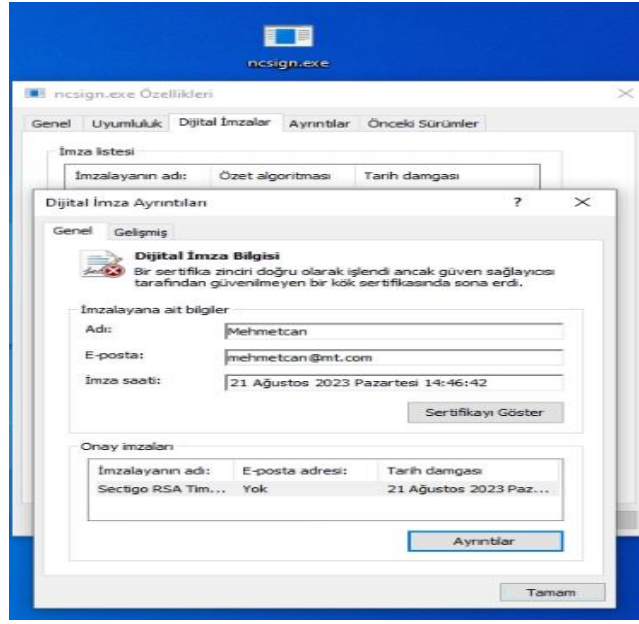 ncsign.exe
ncsign.exe Özellikleri
Genel Uyumluluk Dijital İmzalar Ayrıntılar Önceki Sürümler
İmza listesi
İmzalayanın adı: Özet algoritması Tarih damgası
Dijital İmza Ayrıntıları ?
Genel Gelişmiş
Dijital İmza Bilgisi
Bir sertifika zinciri doğru olarak işlendi ancak güven sağlayıcısı
tarafından güvenilmeyen bir kök sertifikasında sona erdi.
İmzalayana ait bilgiler
Adı: Mehmetcan
E-posta: mehmetcan@mt.com
İmza saati: 21 Ağustos 2023 Pazartesi 14:46:42
Sertifikayı Göster
Onay imzaları
İmzalayanın adı: E-posta adresi: Tarih damgası
Sectigo RSA Tim... Yok 21 Ağustos 2023 Paz...
Ayrıntılar
Tamam